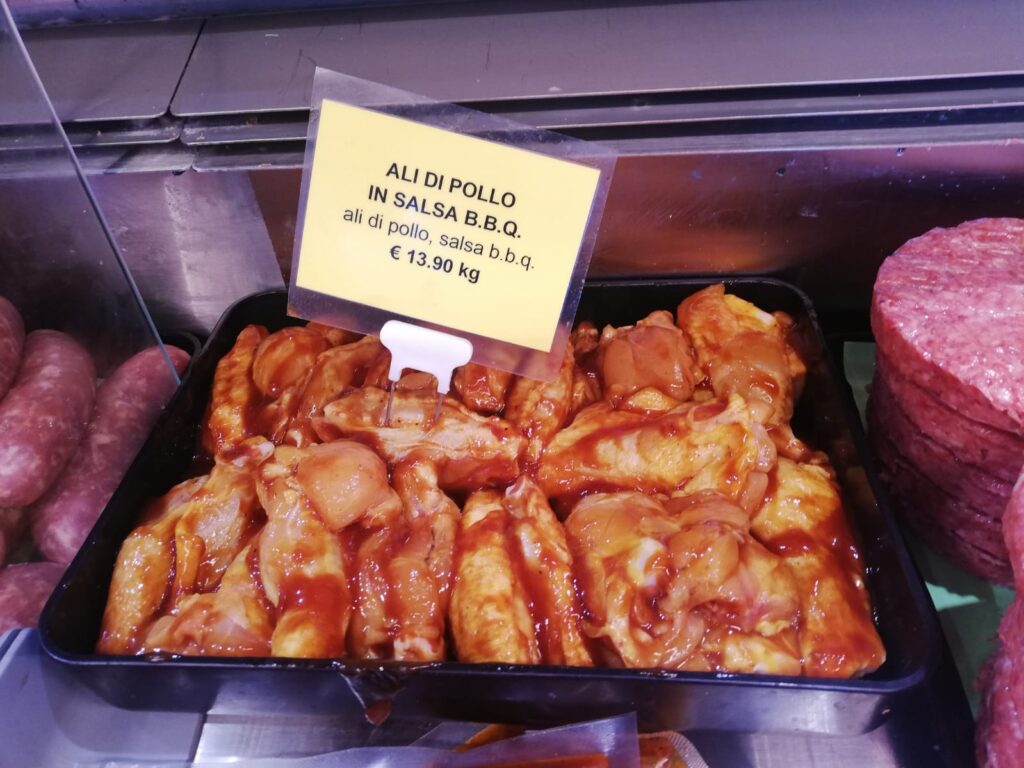 ALI DI POLLO
IN SALSA B.B.Q.
ali di pollo, salsa b.b.q.
€ 13.90 kg